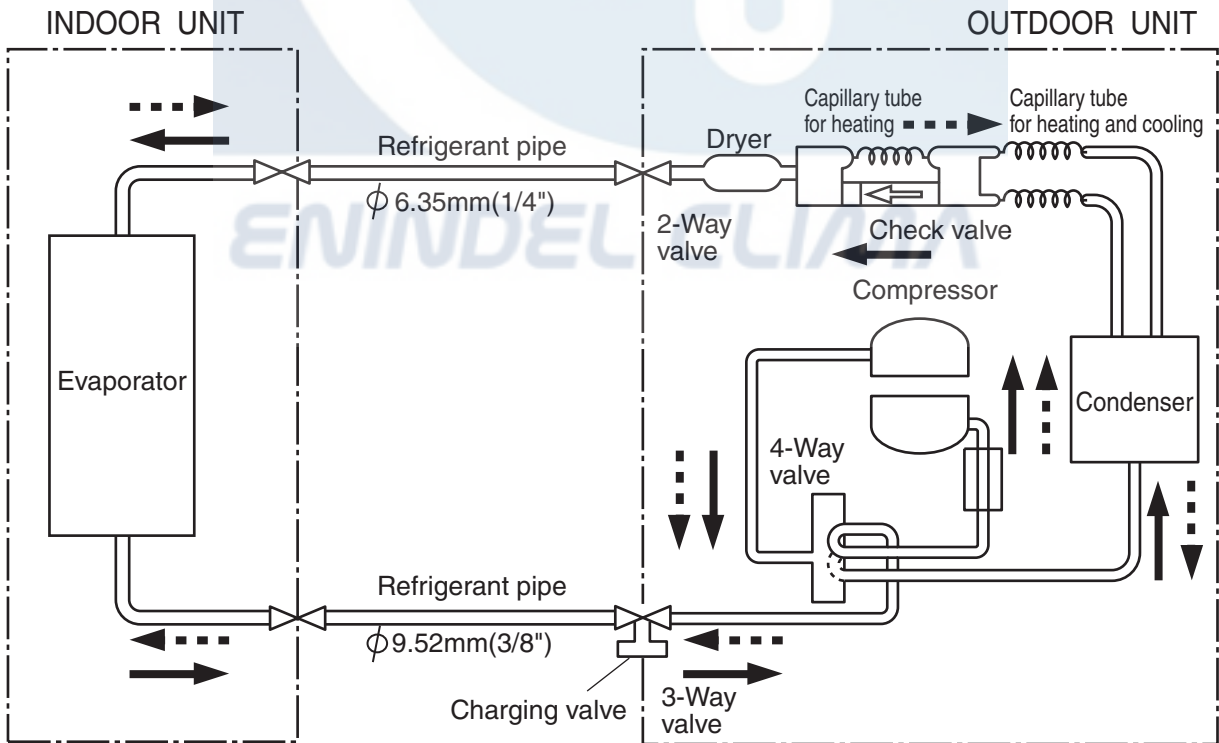 INDOOR UNIT
OUTDOOR UNIT
Capillary tube
for heating
Capillary tube
for heating and cooling
Refrigerant pipe
ϕ 6.35mm(1/4")
Dryer
2-Way
valve
Check valve
ENINDEL CLIMA
Compressor
Evaporator
Condenser
4-Way
valve
Refrigerant pipe
ϕ 9.52mm(3/8")
Charging valve
3-Way
valve